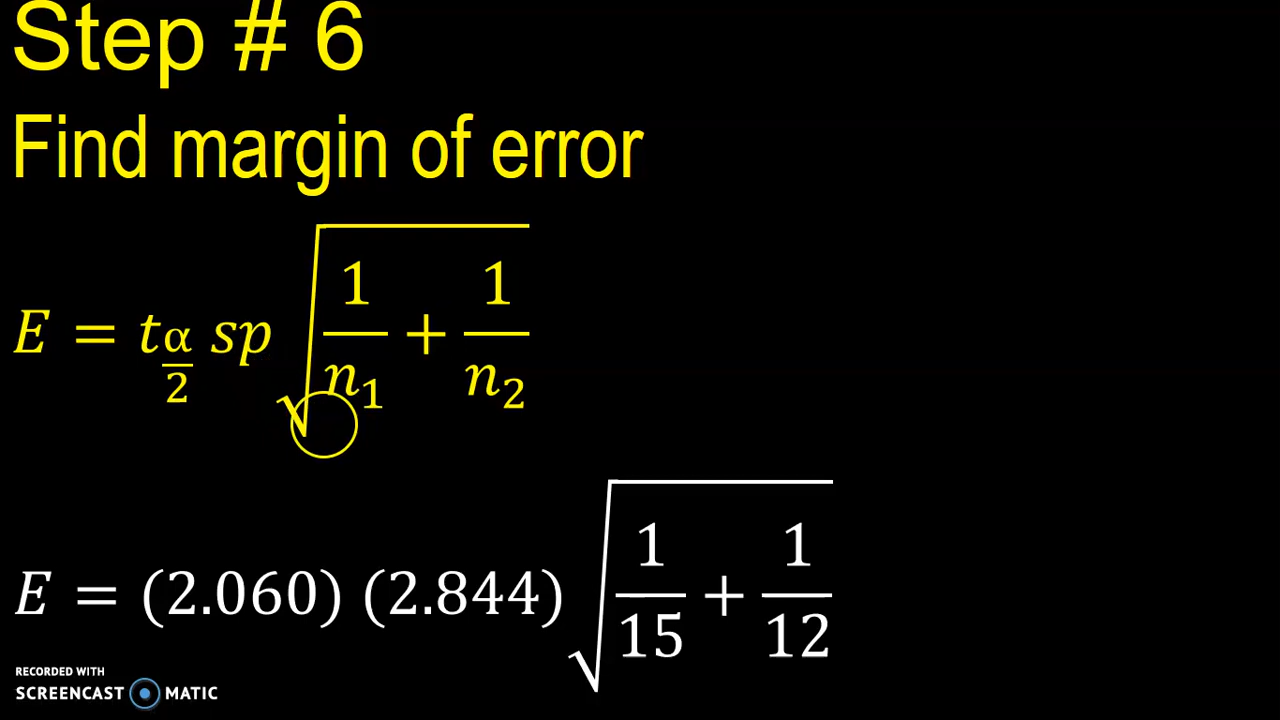 Step # 6
Find margin of error
E = t α/2 sp √(1/n₁ + 1/n₂)
E = (2.060) (2.844) √(1/15 + 1/12)
RECORDED WITH
SCREENCAST MATIC